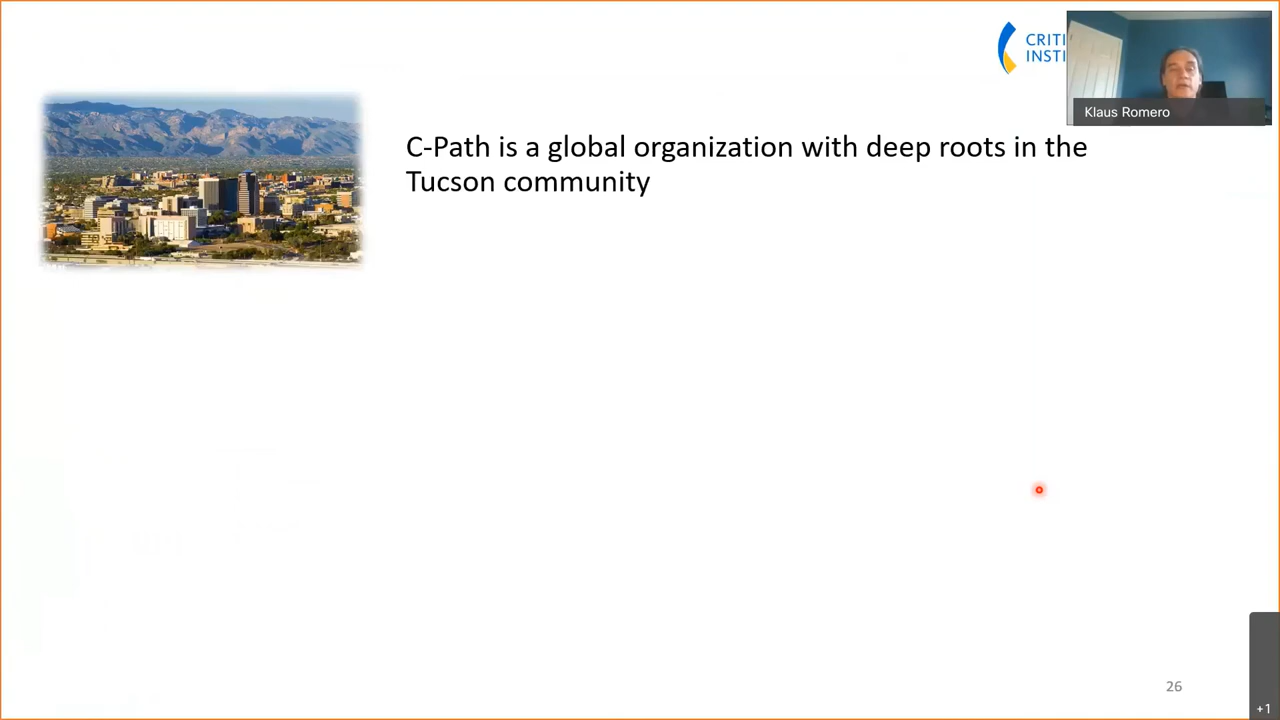 CRITI
INSTI
Klaus Romero
C-Path is a global organization with deep roots in the
Tucson community
26
+1